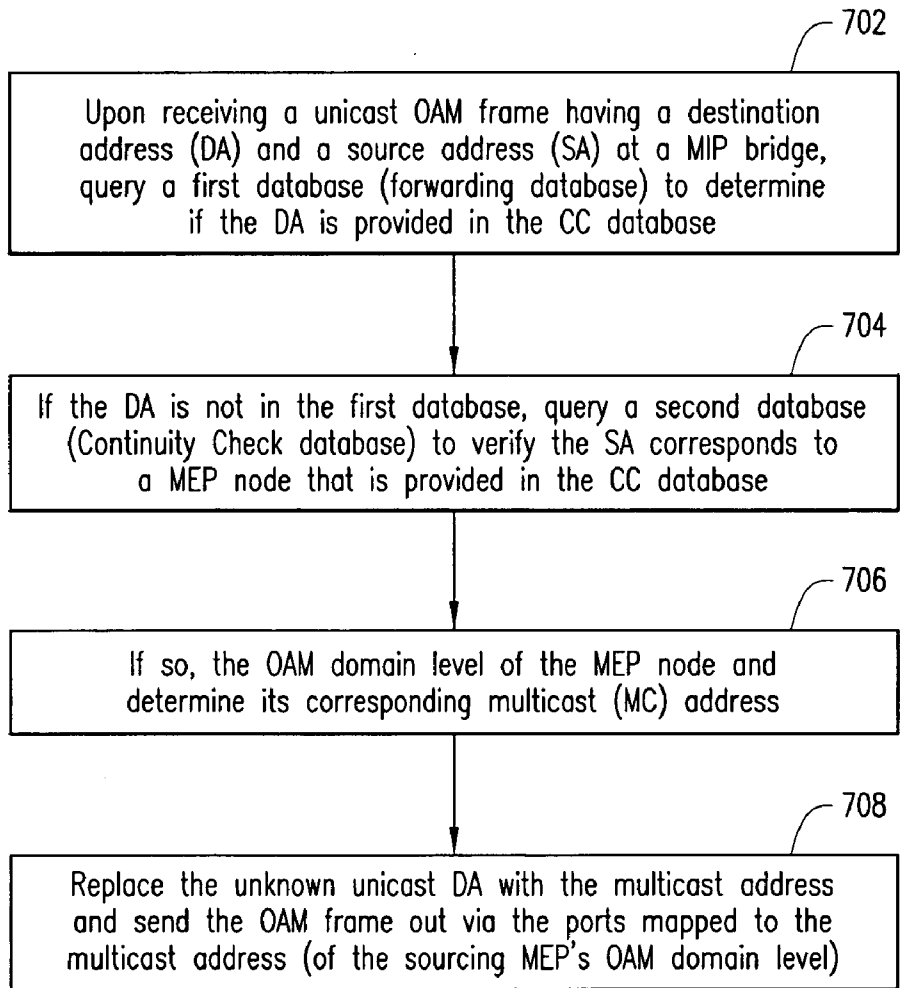 702
Upon receiving a unicast OAM frame having a destination
address (DA) and a source address (SA) at a MIP bridge,
query a first database (forwarding database) to determine
if the DA is provided in the CC database
704
If the DA is not in the first database, query a second database
(Continuity Check database) to verify the SA corresponds to
a MEP node that is provided in the CC database
706
If so, the OAM domain level of the MEP node and
determine its corresponding multicast (MC) address
708
Replace the unknown unicast DA with the multicast address
and send the OAM frame out via the ports mapped to the
multicast address (of the sourcing MEP's OAM domain level)